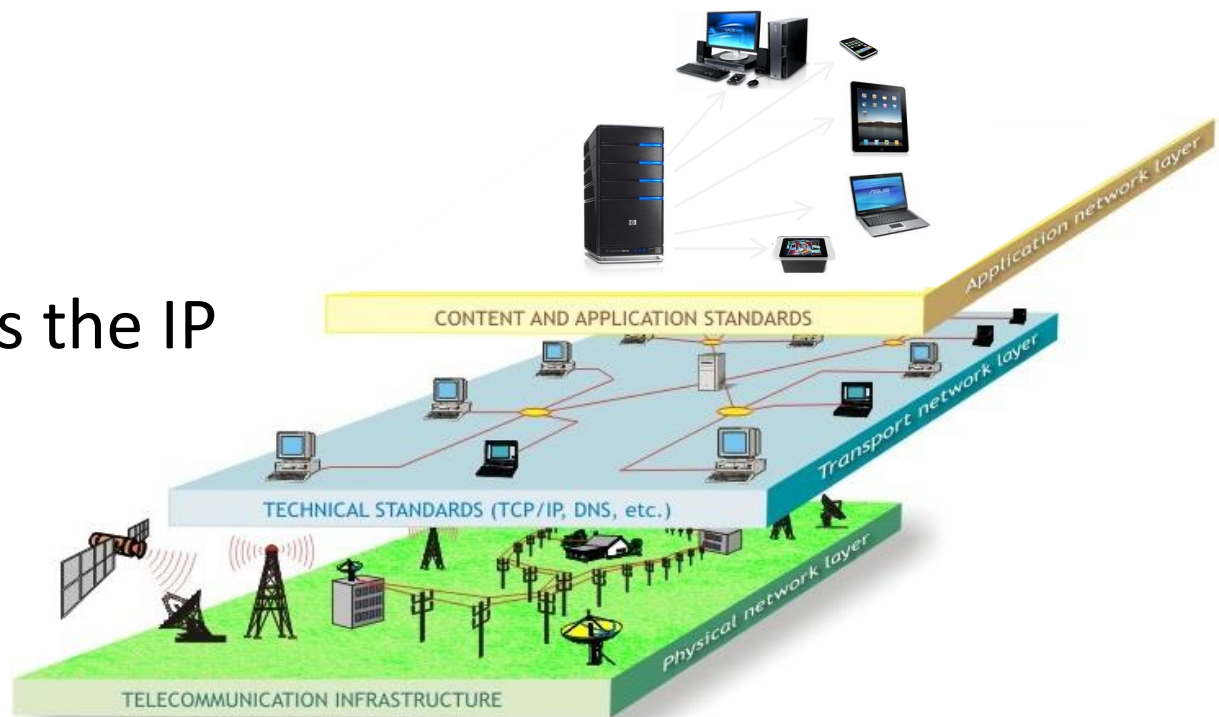 s the IP
CONTENT AND APPLICATION STANDARDS
Application network layer
TECHNICAL STANDARDS (TCP/IP, DNS, etc.)
Transport network layer
TELECOMMUNICATION INFRASTRUCTURE
Physical network layer